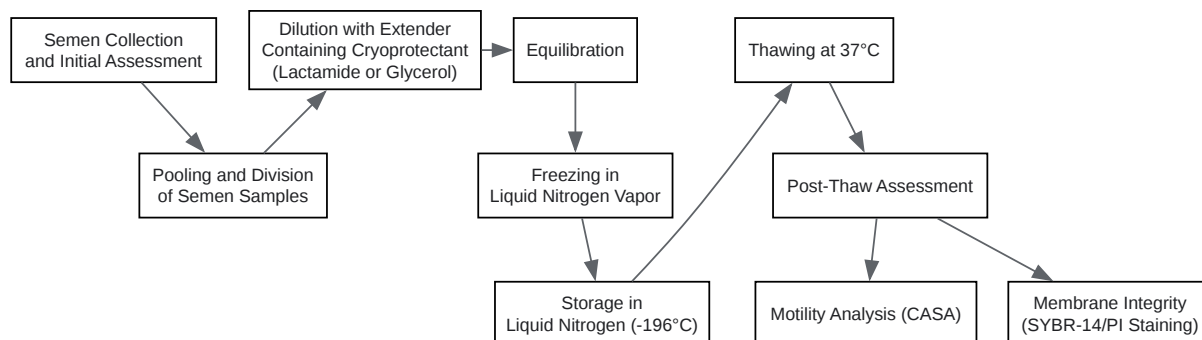 Semen Collection
and Initial Assessment
Pooling and Division
of Semen Samples
Dilution with Extender
Containing Cryoprotectant
(Lactamide or Glycerol)
Equilibration
Freezing in
Liquid Nitrogen Vapor
Storage in
Liquid Nitrogen (-196°C)
Thawing at 37°C
Post-Thaw Assessment
Motility Analysis (CASA)
Membrane Integrity
(SYBR-14/PI Staining)